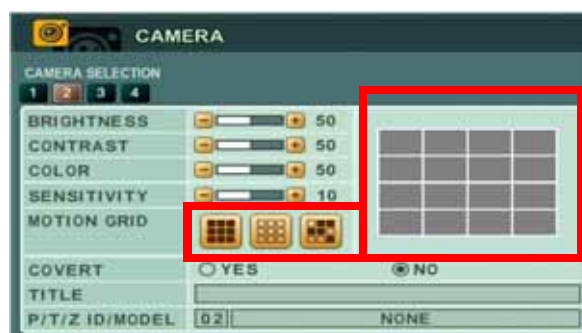 CAMERA
CAMERA SELECTION
1 2 3 4
BRIGHTNESS 50
CONTRAST 50
COLOR 50
SENSITIVITY 10
MOTION GRID
COVERT YES NO
TITLE
P/T/Z ID/MODEL 02 NONE